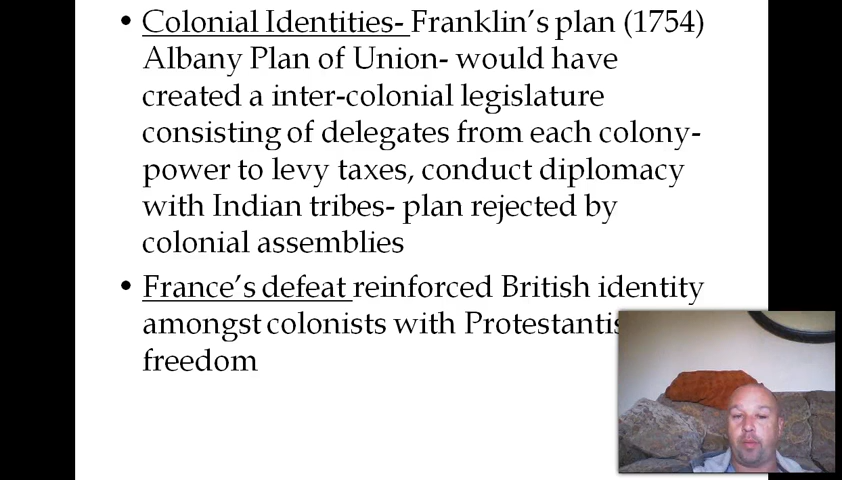 • Colonial Identities- Franklin's plan (1754)
Albany Plan of Union- would have
created a inter-colonial legislature
consisting of delegates from each colony-
power to levy taxes, conduct diplomacy
with Indian tribes- plan rejected by
colonial assemblies
• France's defeat reinforced British identity
amongst colonists with
freedom